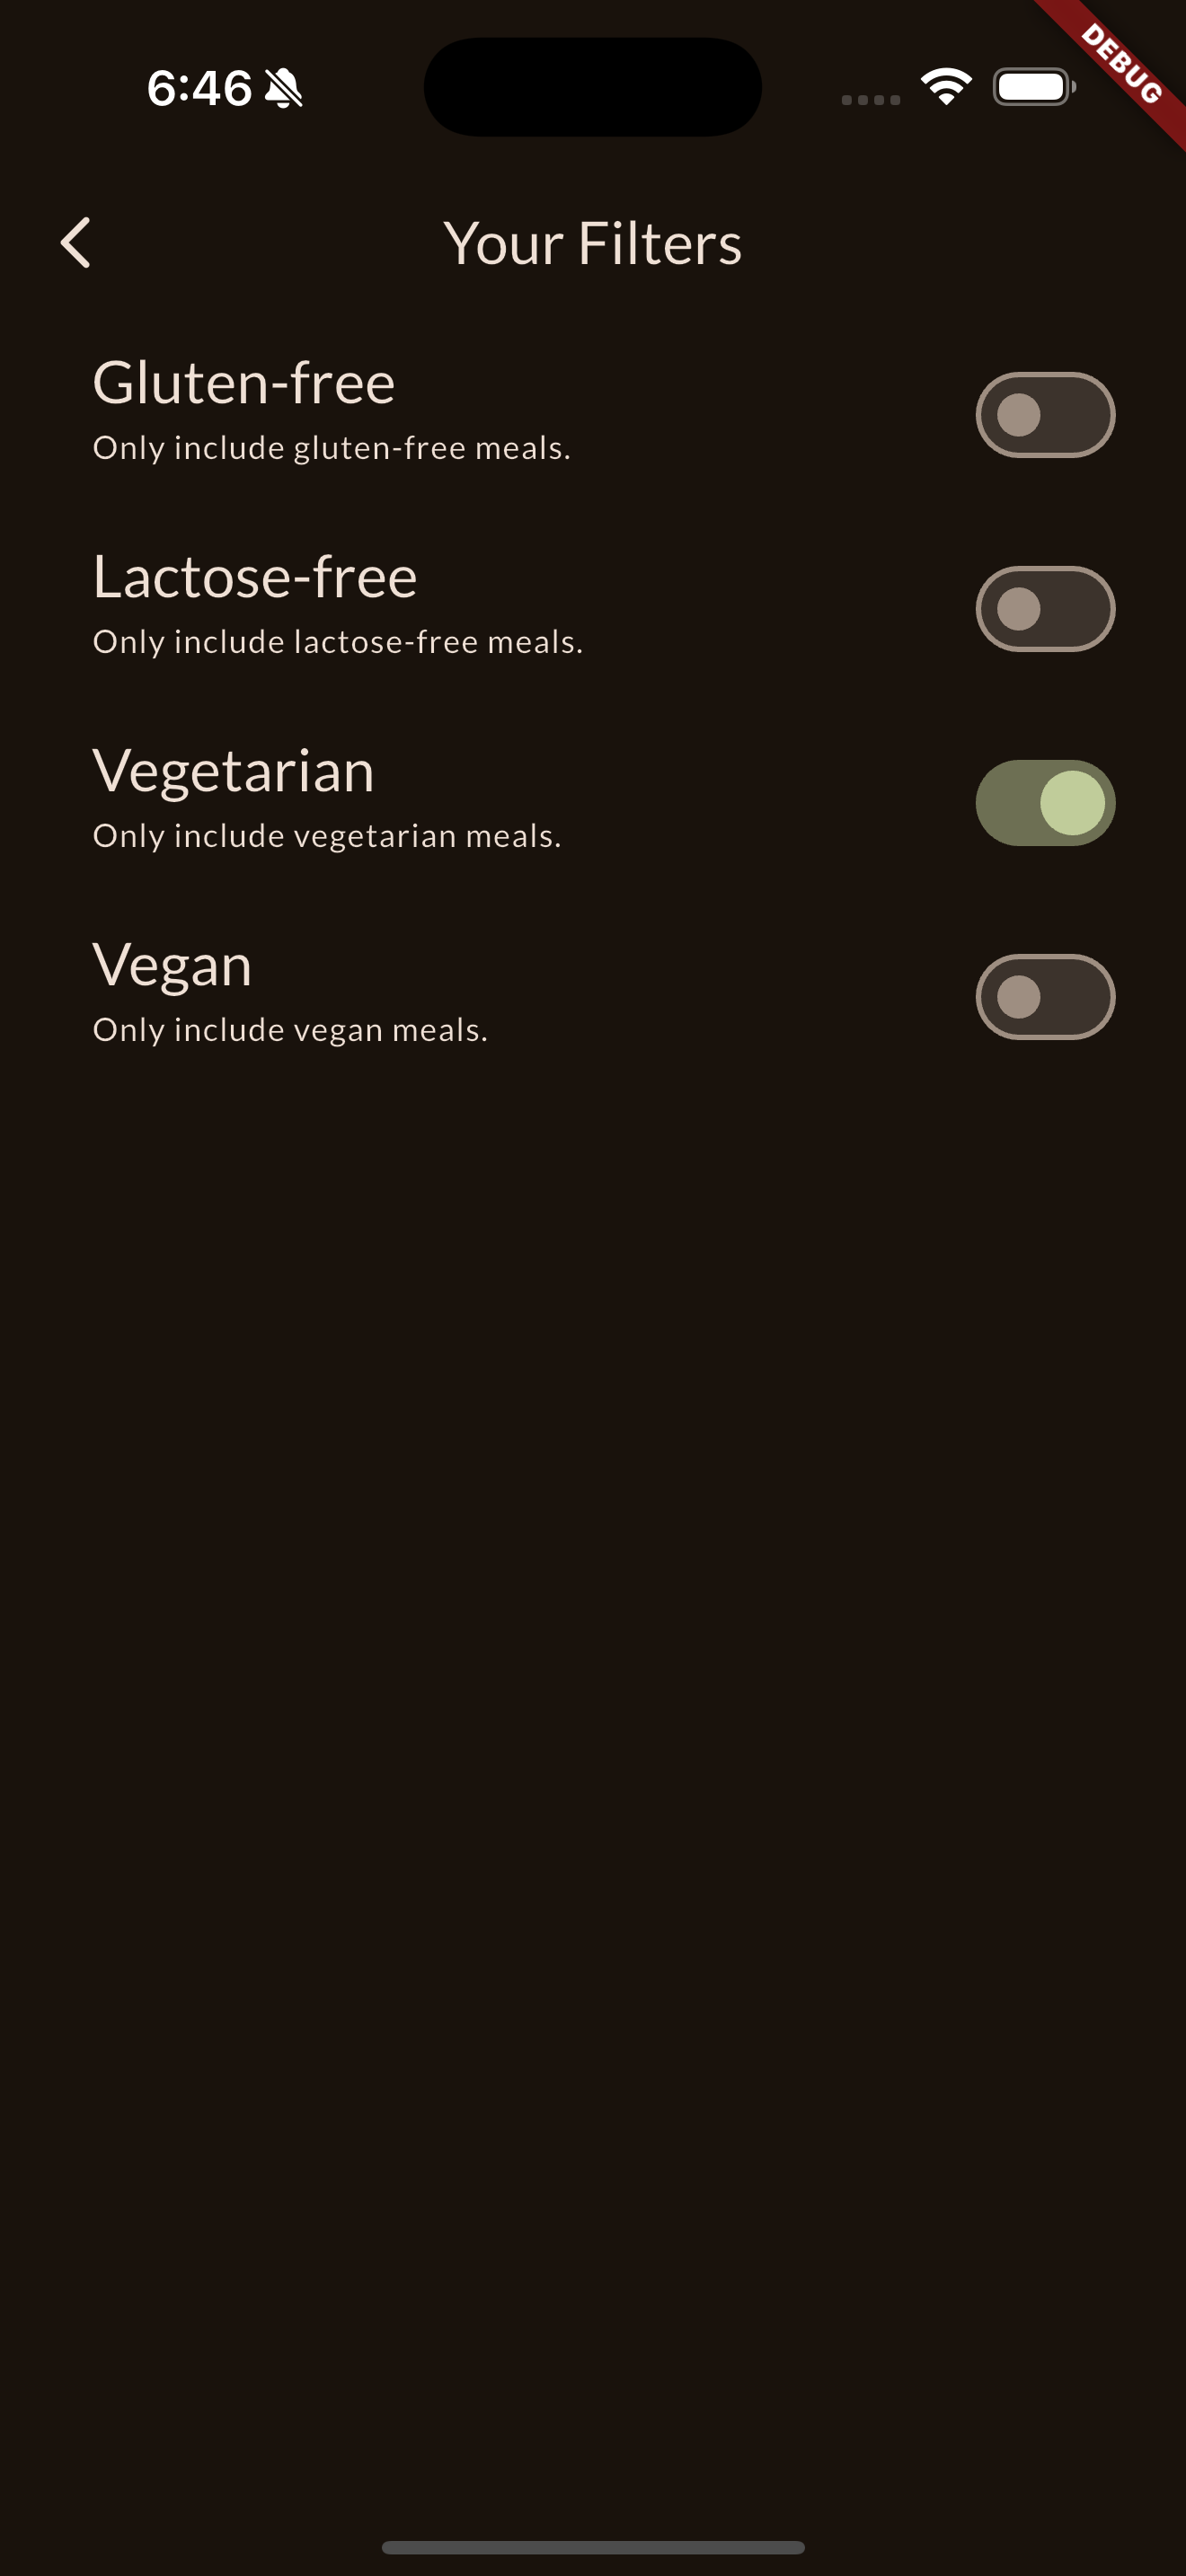 6:46
DEBUG
Your Filters
Gluten-free
Only include gluten-free meals.
Lactose-free
Only include lactose-free meals.
Vegetarian
Only include vegetarian meals.
Vegan
Only include vegan meals.